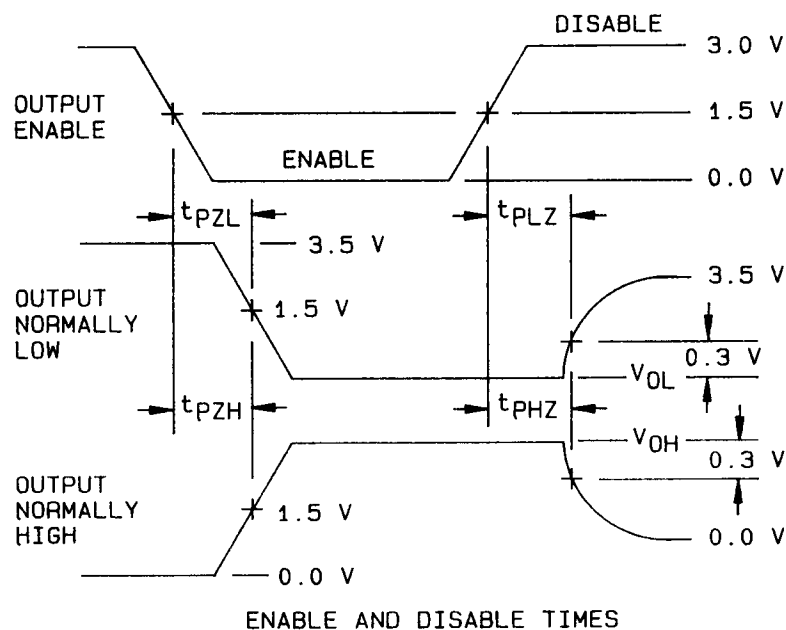 DISABLE
3.0 V
OUTPUT
ENABLE
1.5 V
ENABLE
0.0 V
tPZL
tPLZ
3.5 V
3.5 V
OUTPUT
NORMALLY
LOW
1.5 V
0.3 V
VOL
tPZH
tPHZ
VOH
0.3 V
OUTPUT
NORMALLY
HIGH
1.5 V
0.0 V
0.0 V
ENABLE AND DISABLE TIMES